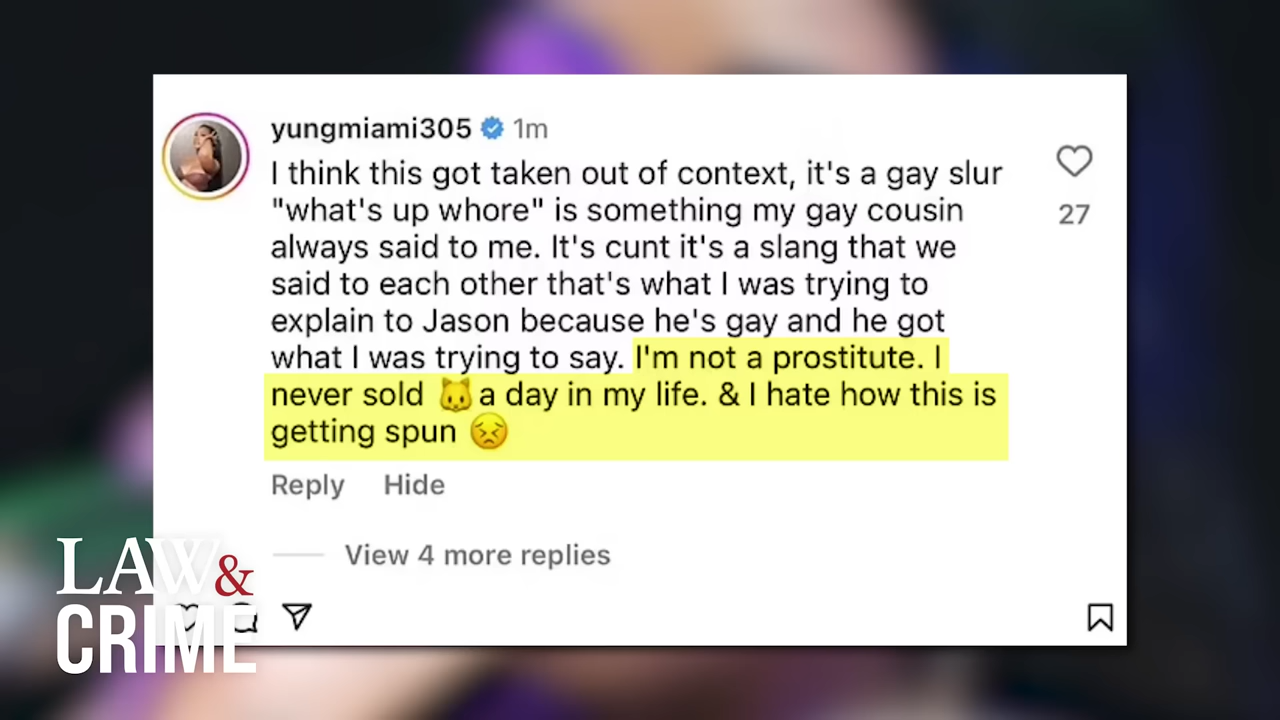 yungmiami305 1m
I think this got taken out of context, it's a gay slur
"what's up whore" is something my gay cousin
always said to me. It's cunt it's a slang that we
said to each other that's what I was trying to
explain to Jason because he's gay and he got
what I was trying to say. I'm not a prostitute. I
never sold 🐱 a day in my life. & I hate how this is
getting spun 😣
27
Reply Hide
View 4 more replies
LAW&
CRIME